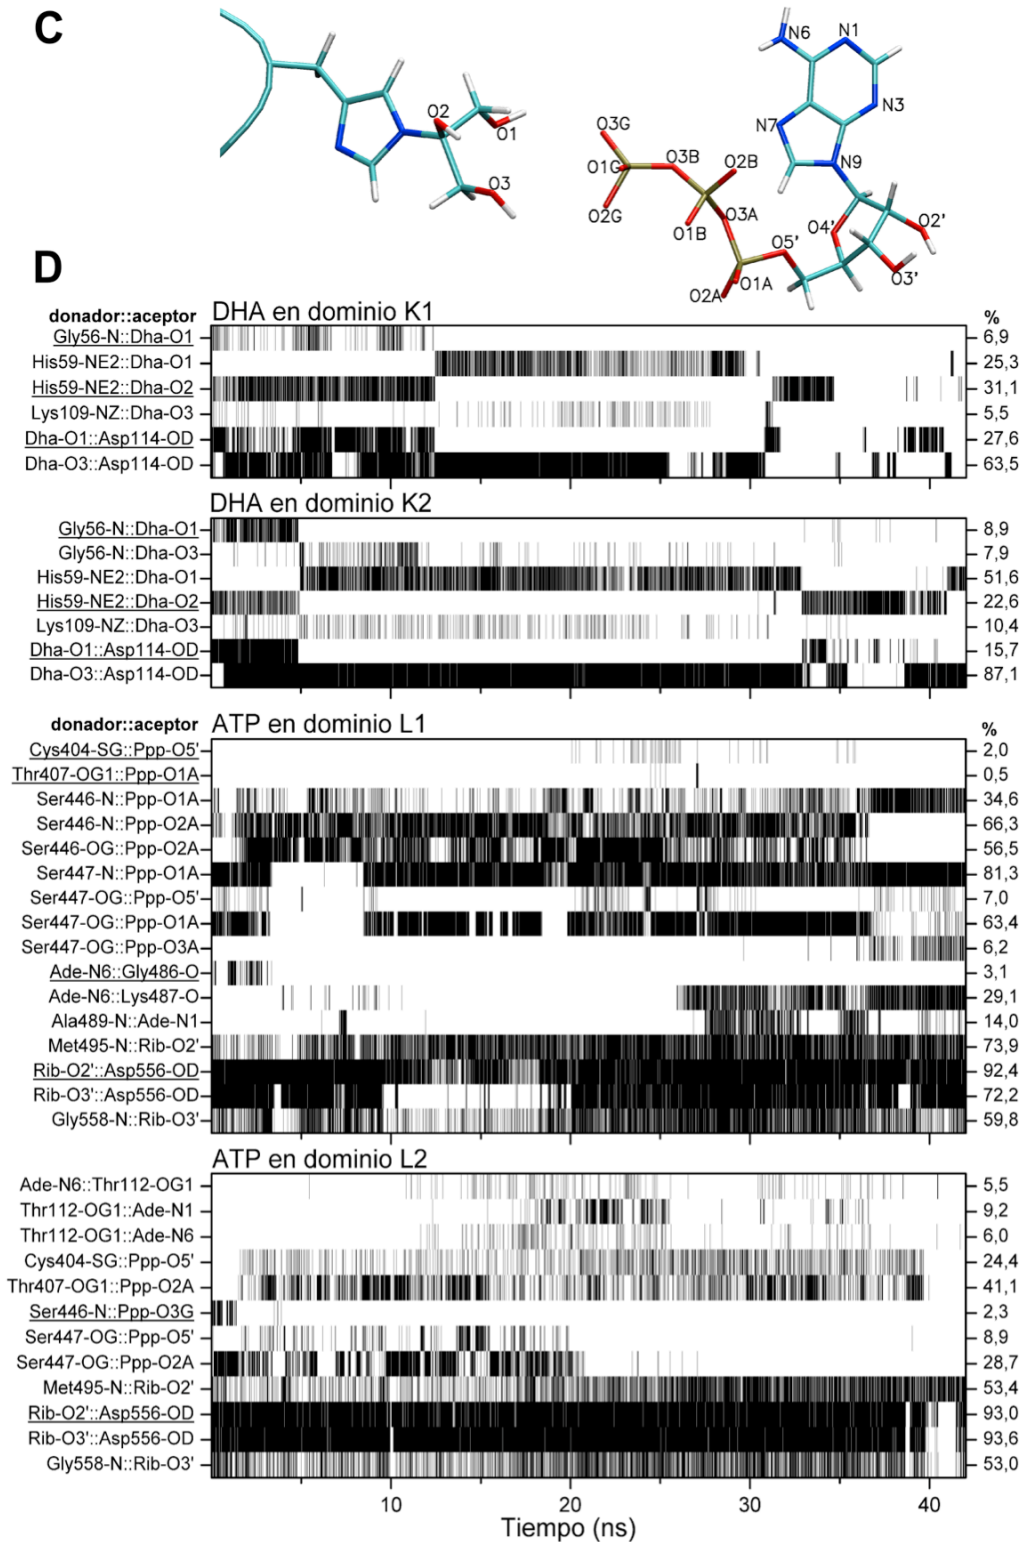 C
O2
O1
O3
N6
N1
N3
N7
N9
O3G
O3B
O2B
O1G
O2G
O3A
O1B
O5'
O4'
O2'
O3'
O1A
O2A
D
donador::aceptor DHA en dominio K1 %
Gly56-N::Dha-O1 6,9
His59-NE2::Dha-O1 25,3
His59-NE2::Dha-O2 31,1
Lys109-NZ::Dha-O3 5,5
Dha-O1::Asp114-OD 27,6
Dha-O3::Asp114-OD 63,5
DHA en dominio K2
Gly56-N::Dha-O1 8,9
Gly56-N::Dha-O3 7,9
His59-NE2::Dha-O1 51,6
His59-NE2::Dha-O2 22,6
Lys109-NZ::Dha-O3 10,4
Dha-O1::Asp114-OD 15,7
Dha-O3::Asp114-OD 87,1
donador::aceptor ATP en dominio L1 %
Cys404-SG::Ppp-O5' 2,0
Thr407-OG1::Ppp-O1A 0,5
Ser446-N::Ppp-O1A 34,6
Ser446-N::Ppp-O2A 66,3
Ser446-OG::Ppp-O2A 56,5
Ser447-N::Ppp-O1A 81,3
Ser447-OG::Ppp-O5' 7,0
Ser447-OG::Ppp-O1A 63,4
Ser447-OG::Ppp-O3A 6,2
Ade-N6::Gly486-O 3,1
Ade-N6::Lys487-O 29,1
Ala489-N::Ade-N1 14,0
Met495-N::Rib-O2' 73,9
Rib-O2'::Asp556-OD 92,4
Rib-O3'::Asp556-OD 72,2
Gly558-N::Rib-O3' 59,8
ATP en dominio L2
Ade-N6::Thr112-OG1 5,5
Thr112-OG1::Ade-N1 9,2
Thr112-OG1::Ade-N6 6,0
Cys404-SG::Ppp-O5' 24,4
Thr407-OG1::Ppp-O2A 41,1
Ser446-N::Ppp-O3G 2,3
Ser447-OG::Ppp-O5' 8,9
Ser447-OG::Ppp-O2A 28,7
Met495-N::Rib-O2' 53,4
Rib-O2'::Asp556-OD 93,0
Rib-O3'::Asp556-OD 93,6
Gly558-N::Rib-O3' 53,0
10 20 30 40
Tiempo (ns)